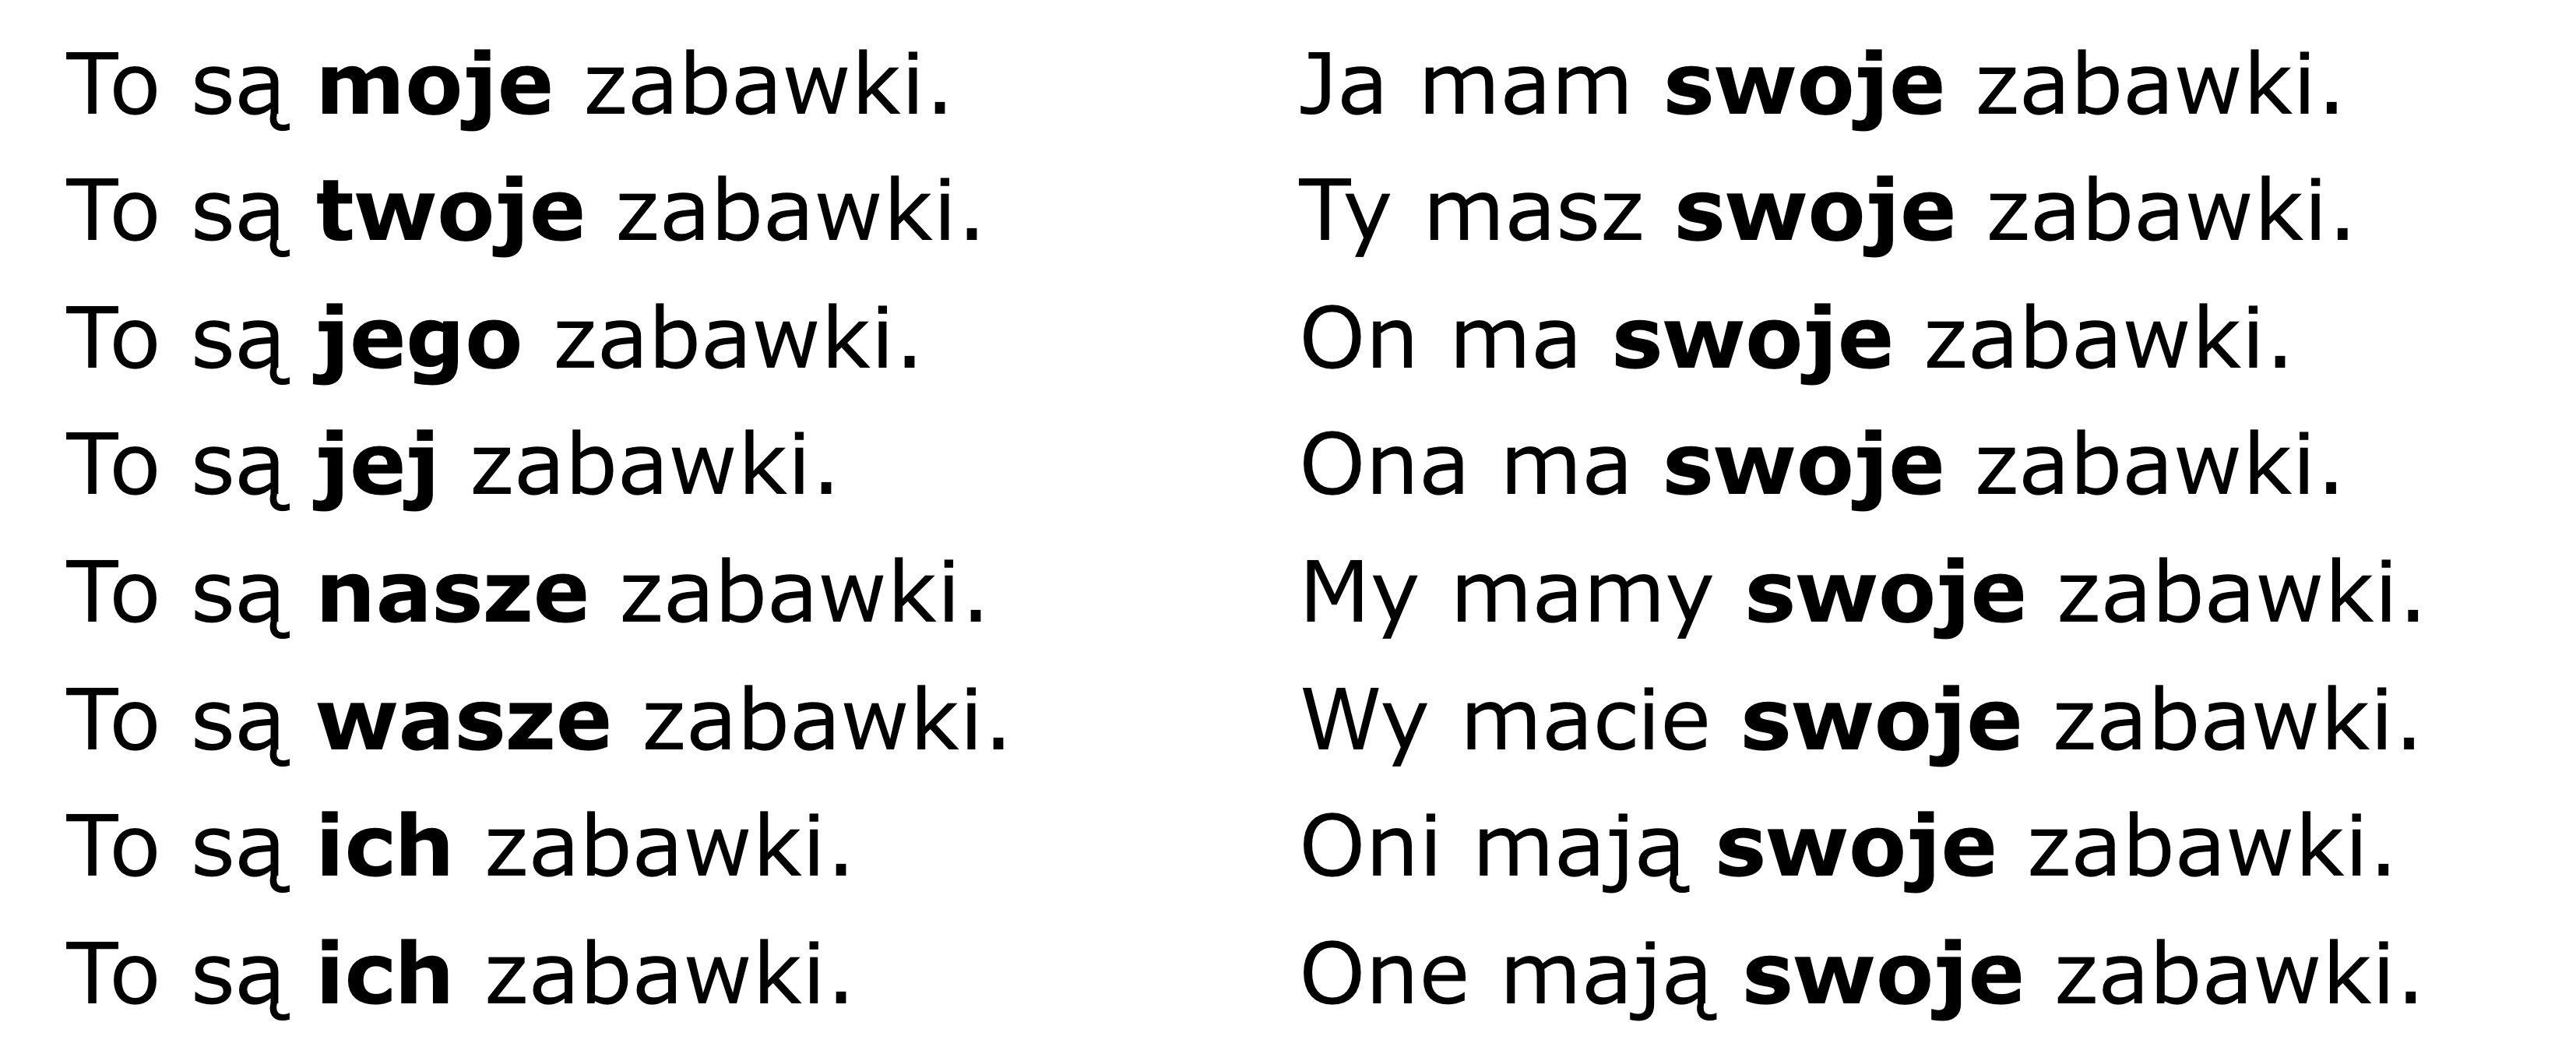 To są moje zabawki.
To są twoje zabawki.
To są jego zabawki.
To są jej zabawki.
To są nasze zabawki.
To są wasze zabawki.
To są ich zabawki.
To są ich zabawki.
Ja mam swoje zabawki.
Ty masz swoje zabawki.
On ma swoje zabawki.
Ona ma swoje zabawki.
My mamy swoje zabawki.
Wy macie swoje zabawki.
Oni mają swoje zabawki.
One mają swoje zabawki.